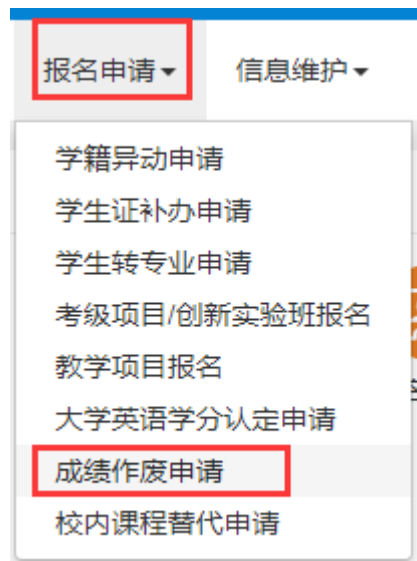 报名申请 信息维护
学籍异动申请
学生证补办申请
学生转专业申请
考级项目/创新实验班报名
教学项目报名
大学英语学分认定申请
成绩作废申请
校内课程替代申请